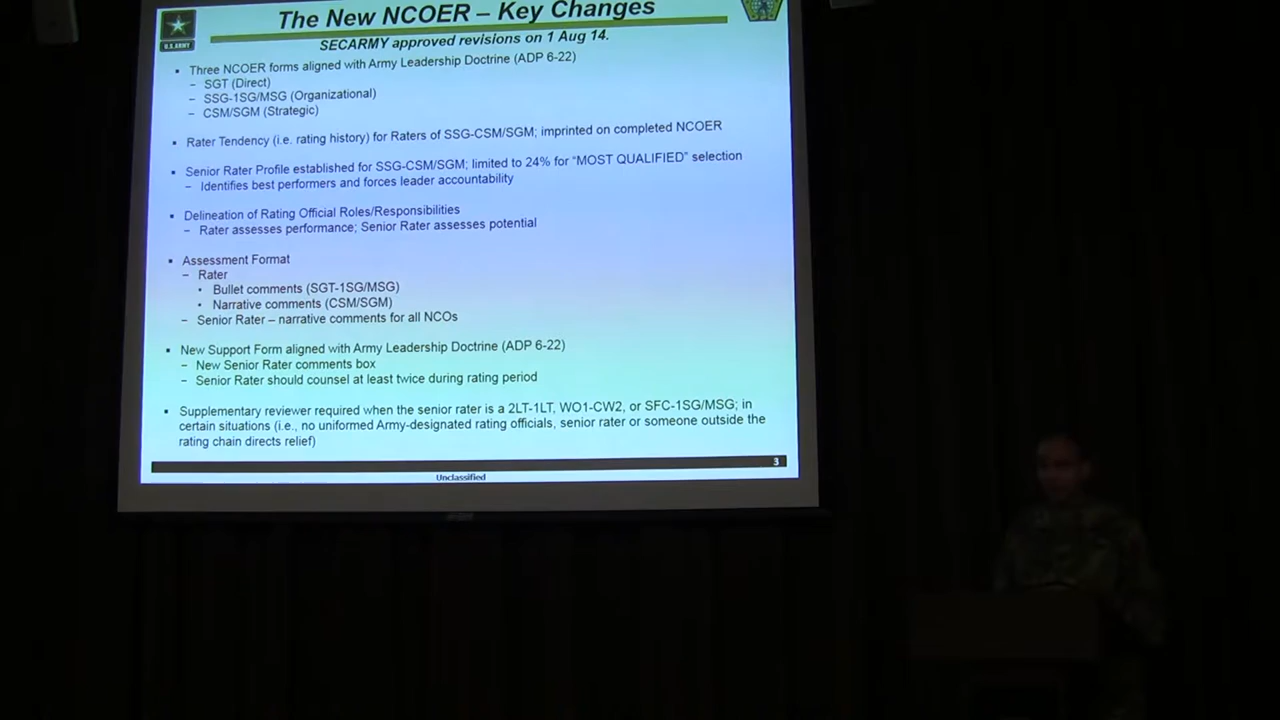 The New NCOER – Key Changes
SECARMY approved revisions on 1 Aug 14.
U.S.ARMY
▪ Three NCOER forms aligned with Army Leadership Doctrine (ADP 6-22)
– SGT (Direct)
– SSG-1SG/MSG (Organizational)
– CSM/SGM (Strategic)
▪ Rater Tendency (i.e. rating history) for Raters of SSG-CSM/SGM; imprinted on completed NCOER
▪ Senior Rater Profile established for SSG-CSM/SGM; limited to 24% for “MOST QUALIFIED” selection
– Identifies best performers and forces leader accountability
▪ Delineation of Rating Official Roles/Responsibilities
– Rater assesses performance; Senior Rater assesses potential
▪ Assessment Format
– Rater
• Bullet comments (SGT-1SG/MSG)
• Narrative comments (CSM/SGM)
– Senior Rater – narrative comments for all NCOs
▪ New Support Form aligned with Army Leadership Doctrine (ADP 6-22)
– New Senior Rater comments box
– Senior Rater should counsel at least twice during rating period
▪ Supplementary reviewer required when the senior rater is a 2LT-1LT, WO1-CW2, or SFC-1SG/MSG; in
certain situations (i.e., no uniformed Army-designated rating officials, senior rater or someone outside the
rating chain directs relief)
3
Unclassified